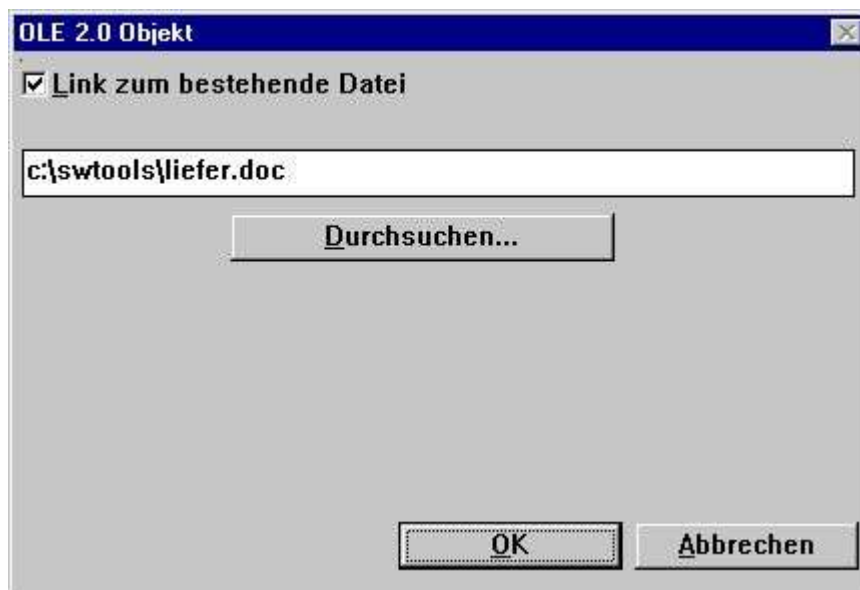 OLE 2.0 Objekt
Link zum bestehende Datei
c:\swtools\liefer.doc
Durchsuchen...
OK Abbrechen